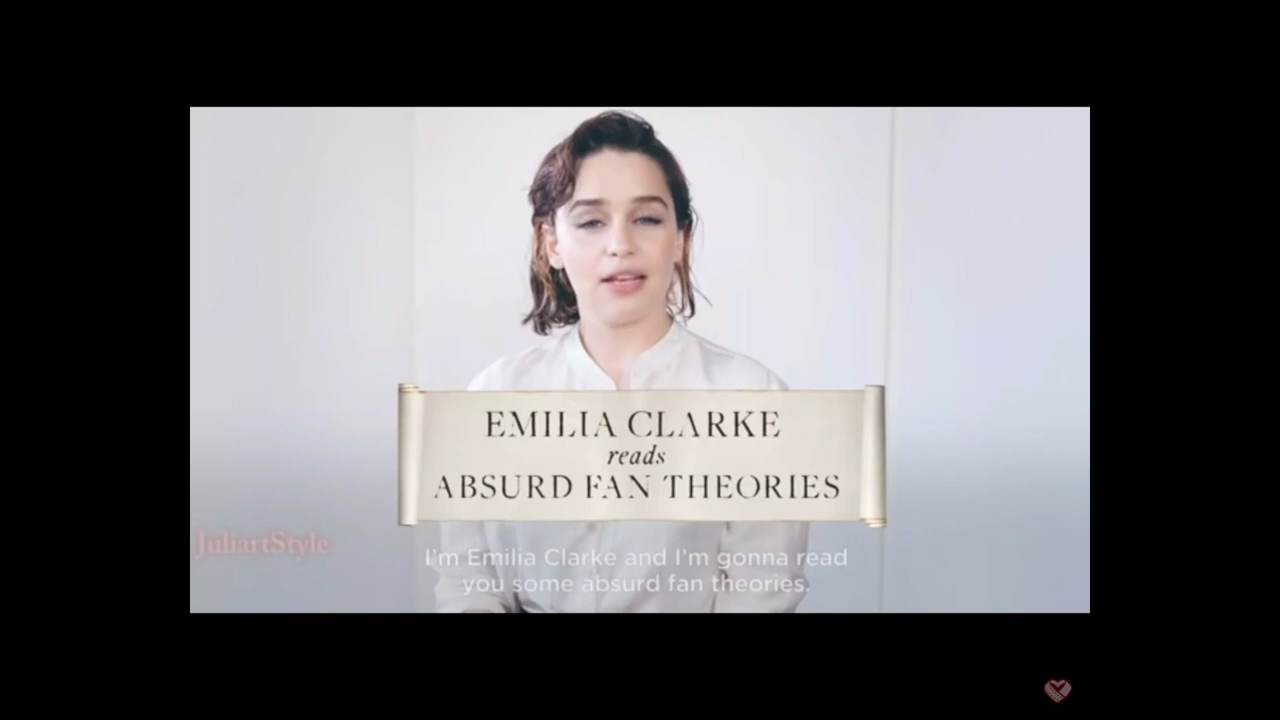 EMILIA CLARKE
reads
ABSURD FAN THEORIES
JuliartStyle
I'm Emilia Clarke and I'm gonna read
you some absurd fan theories.